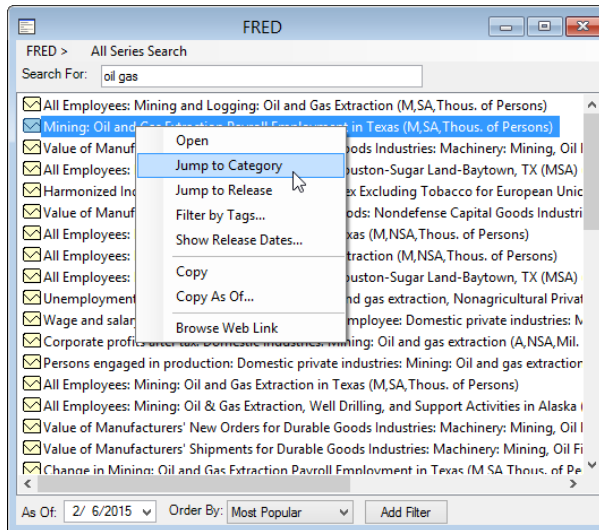 FRED
FRED > All Series Search
Search For: oil gas
All Employees: Mining and Logging: Oil and Gas Extraction (M,SA,Thous. of Persons)
Mining: Oil and Gas Extraction Payroll Employment in Texas (M,SA,Thous. of Persons)
Value of Manuf oods Industries: Machinery: Mining, Oil
All Employees: uston-Sugar Land-Baytown, TX (MSA)
Harmonized Ind ex Excluding Tobacco for European Unic
Value of Manuf ods: Nondefense Capital Goods Industri
All Employees: xas (M,NSA,Thous. of Persons)
All Employees: traction (M,NSA,Thous. of Persons)
All Employees: uston-Sugar Land-Baytown, TX (MSA)
Unemployment nd gas extraction, Nonagricultural Privat
Wage and salar mployee: Domestic private industries: M
Corporate profits after tax: Domestic industries: Mining: Oil and gas extraction (A,NSA,Mil.
Persons engaged in production: Domestic private industries: Mining: Oil and gas extraction
All Employees: Mining: Oil and Gas Extraction in Texas (M,SA,Thous. of Persons)
All Employees: Mining: Oil & Gas Extraction, Well Drilling, and Support Activities in Alaska (
Value of Manufacturers' New Orders for Durable Goods Industries: Machinery: Mining, Oil
Value of Manufacturers' Shipments for Durable Goods Industries: Machinery: Mining, Oil Fi
Change in Mining: Oil and Gas Extraction Payroll Employment in Texas (M,SA,Thous. of Pe
Open
Jump to Category
Jump to Release
Filter by Tags...
Show Release Dates...
Copy
Copy As Of...
Browse Web Link
As Of: 2/ 6/2015 Order By: Most Popular Add Filter